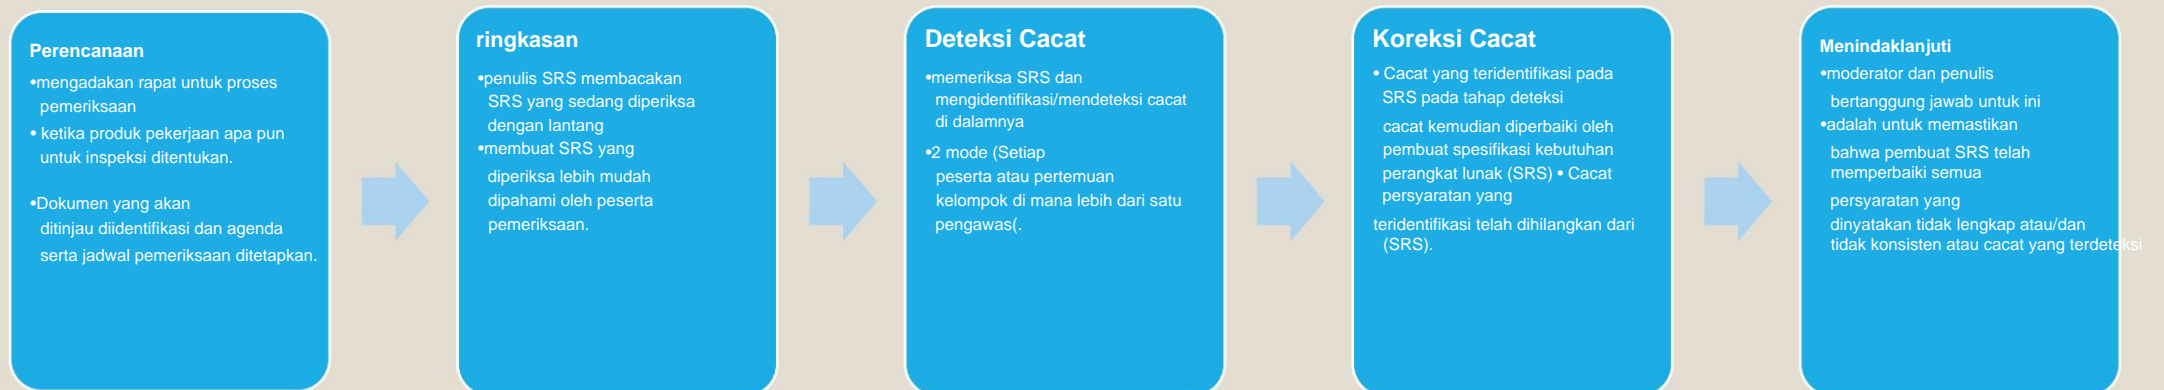 Perencanaan
•mengadakan rapat untuk proses
pemeriksaan
• ketika produk pekerjaan apa pun
untuk inspeksi ditentukan.
•Dokumen yang akan
ditinjau diidentifikasi dan agenda
serta jadwal pemeriksaan ditetapkan.
ringkasan
•penulis SRS membacakan
SRS yang sedang diperiksa
dengan lantang
•membuat SRS yang
diperiksa lebih mudah
dipahami oleh peserta
pemeriksaan.
Deteksi Cacat
•memeriksa SRS dan
mengidentifikasi/mendeteksi cacat
di dalamnya
•2 mode (Setiap
peserta atau pertemuan
kelompok di mana lebih dari satu
pengawas(.
Koreksi Cacat
• Cacat yang teridentifikasi pada
SRS pada tahap deteksi
cacat kemudian diperbaiki oleh
pembuat spesifikasi kebutuhan
perangkat lunak (SRS) • Cacat
persyaratan yang
teridentifikasi telah dihilangkan dari
(SRS).
Menindaklanjuti
•moderator dan penulis
bertanggung jawab untuk ini
•adalah untuk memastikan
bahwa pembuat SRS telah
memperbaiki semua
persyaratan yang
dinyatakan tidak lengkap atau/dan
tidak konsisten atau cacat yang terdeteksi